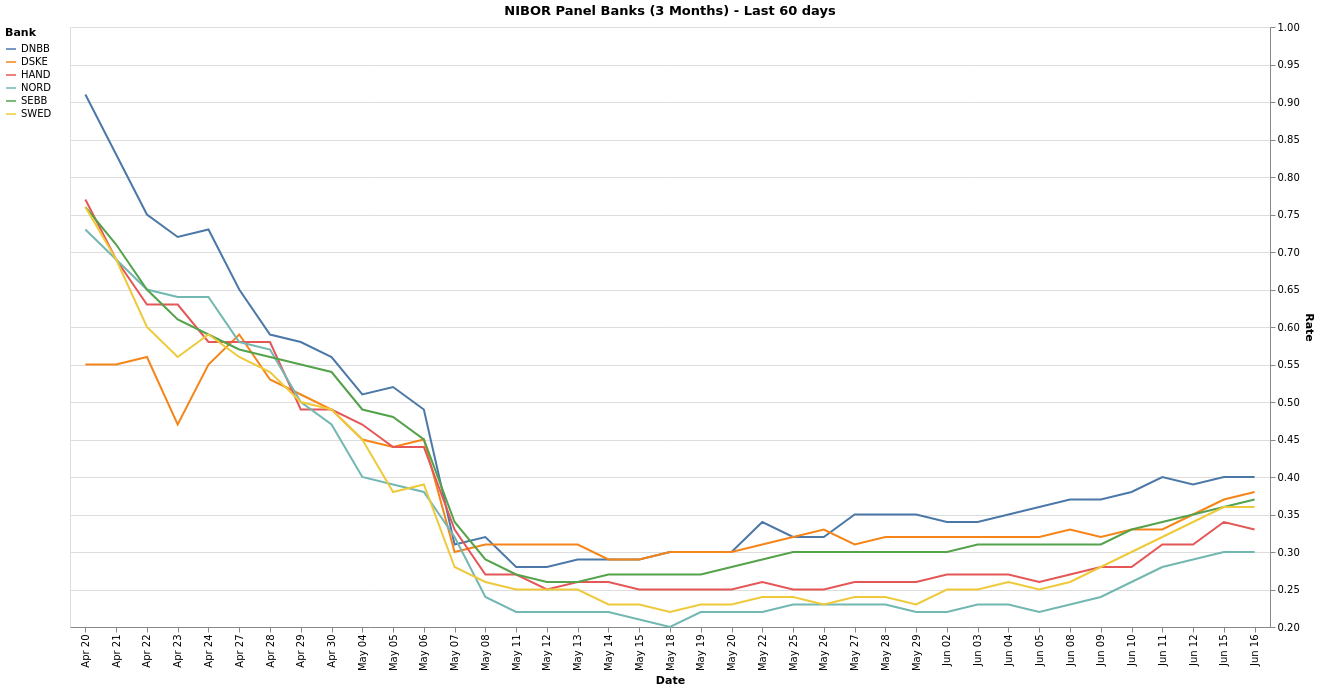 NIBOR Panel Banks (3 Months) - Last 60 days
Bank
DNBB
DSKE
HAND
NORD
SEBB
SWED
1.00
0.95
0.90
0.85
0.80
0.75
0.70
0.65
0.60
0.55
0.50
0.45
0.40
0.35
0.30
0.25
0.20
Rate
Apr 20
Apr 21
Apr 22
Apr 23
Apr 24
Apr 27
Apr 28
Apr 29
Apr 30
May 04
May 05
May 06
May 07
May 08
May 11
May 12
May 13
May 14
May 15
May 18
May 19
May 20
May 22
May 25
May 26
May 27
May 28
May 29
Jun 02
Jun 03
Jun 04
Jun 05
Jun 08
Jun 09
Jun 10
Jun 11
Jun 12
Jun 15
Jun 16
Date